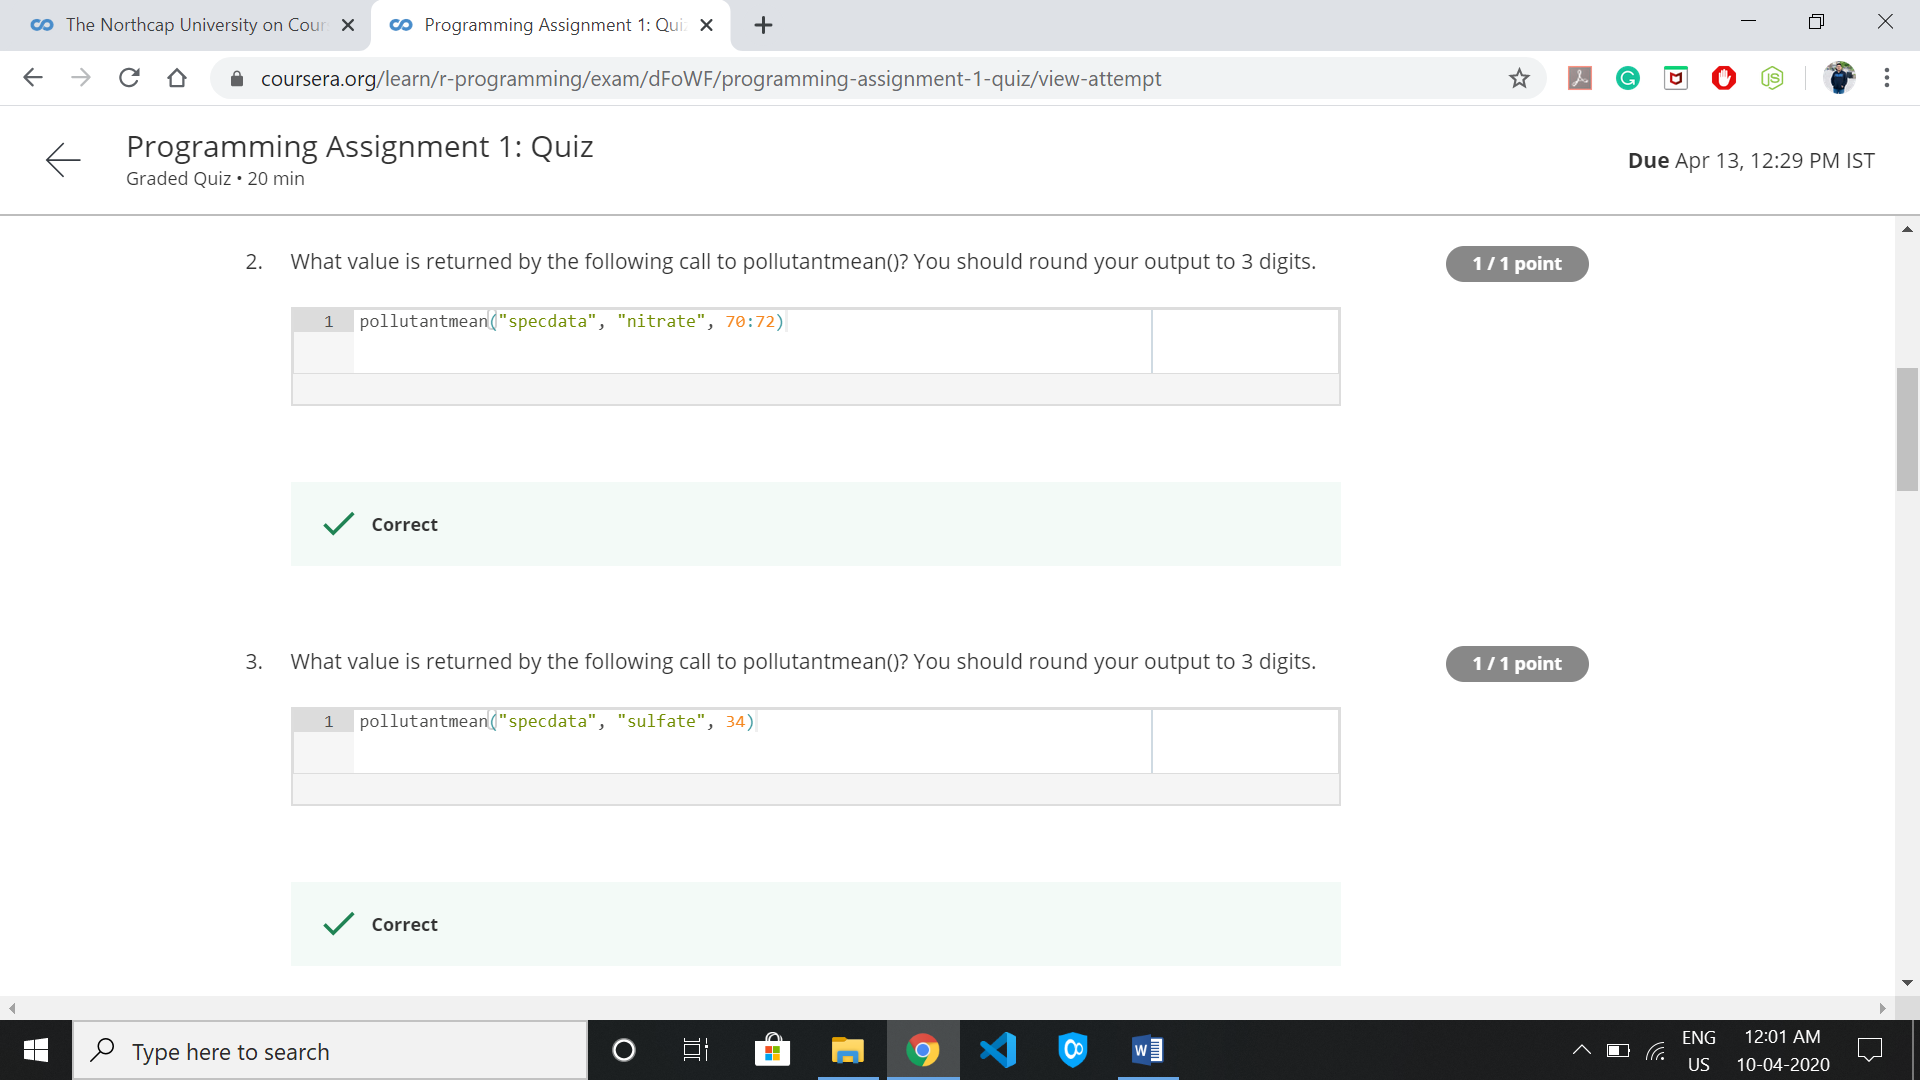 The Northcap University on Cour
Programming Assignment 1: Qui
coursera.org/learn/r-programming/exam/dFoWF/programming-assignment-1-quiz/view-attempt
Programming Assignment 1: Quiz
Graded Quiz • 20 min
Due Apr 13, 12:29 PM IST
2. What value is returned by the following call to pollutantmean()? You should round your output to 3 digits.
1 / 1 point
1 pollutantmean("specdata", "nitrate", 70:72)
Correct
3. What value is returned by the following call to pollutantmean()? You should round your output to 3 digits.
1 / 1 point
1 pollutantmean("specdata", "sulfate", 34)
Correct
Type here to search
ENG
US
12:01 AM
10-04-2020